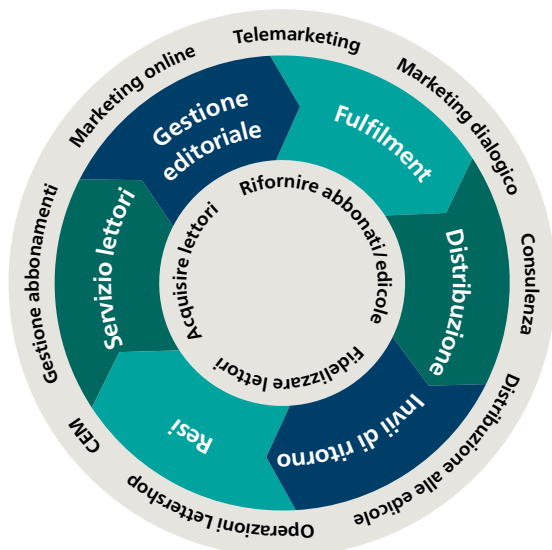 Telemarketing
Marketing dialogico
Consulenza
Distribuzione alle edicole
Operazioni Lettershop
CEM
Gestione abbonamenti
Marketing online
Gestione
editoriale
Fulfilment
Distribuzione
Invii di ritorno
Resi
Servizio lettori
Acquisire lettori
Rifornire abbonati/edicole
Fidelizzare lettori